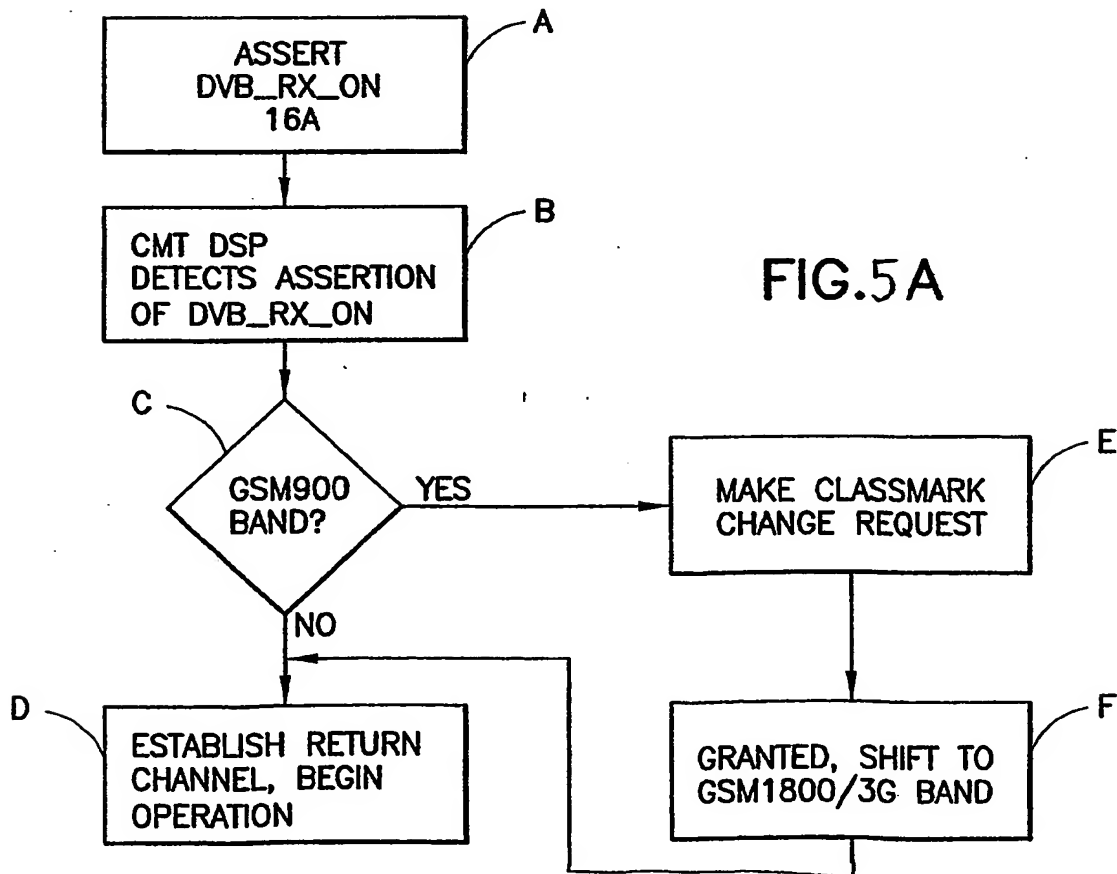 A
ASSERT
DVB_RX_ON
16A
B
CMT DSP
DETECTS ASSERTION
OF DVB_RX_ON
FIG.5A
C
GSM900
BAND?
YES
NO
E
MAKE CLASSMARK
CHANGE REQUEST
D
ESTABLISH RETURN
CHANNEL, BEGIN
OPERATION
F
GRANTED, SHIFT TO
GSM1800/3G BAND